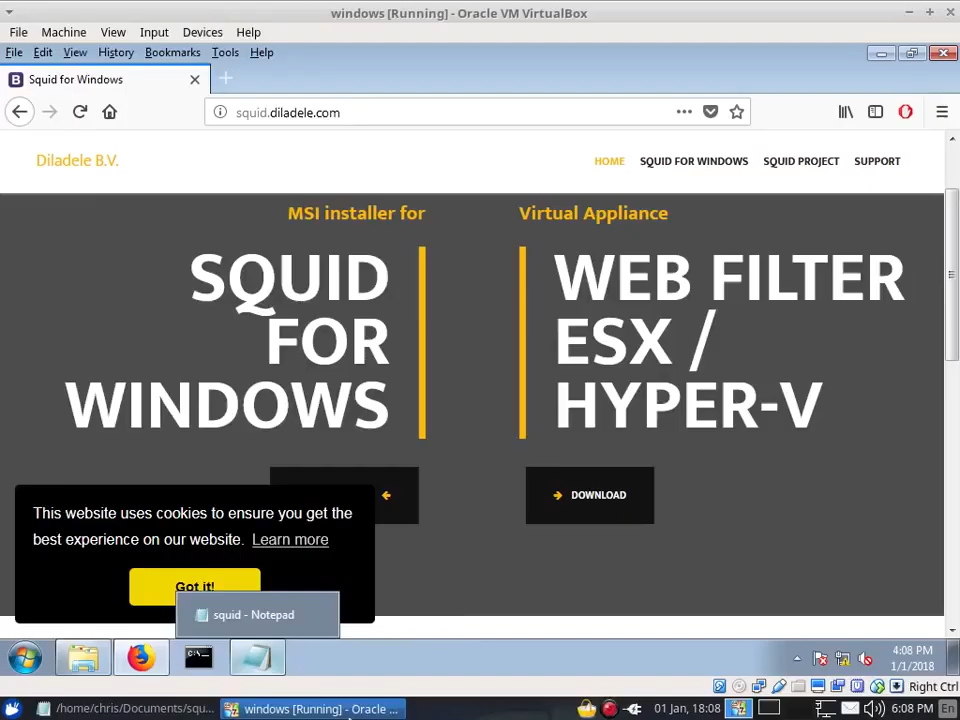 windows [Running] - Oracle VM VirtualBox
File Machine View Input Devices Help
File Edit View History Bookmarks Tools Help
Squid for Windows
squid.diladele.com
Diladele B.V.
HOME SQUID FOR WINDOWS SQUID PROJECT SUPPORT
MSI installer for
SQUID
FOR
WINDOWS
Virtual Appliance
WEB FILTER
ESX /
HYPER-V
DOWNLOAD
This website uses cookies to ensure you get the
best experience on our website. Learn more
Got it!
squid - Notepad
4:08 PM
1/1/2018
Right Ctrl
/home/chris/Documents/squ...
windows [Running] - Oracle ...
01 Jan, 18:08
6:08 PM
En